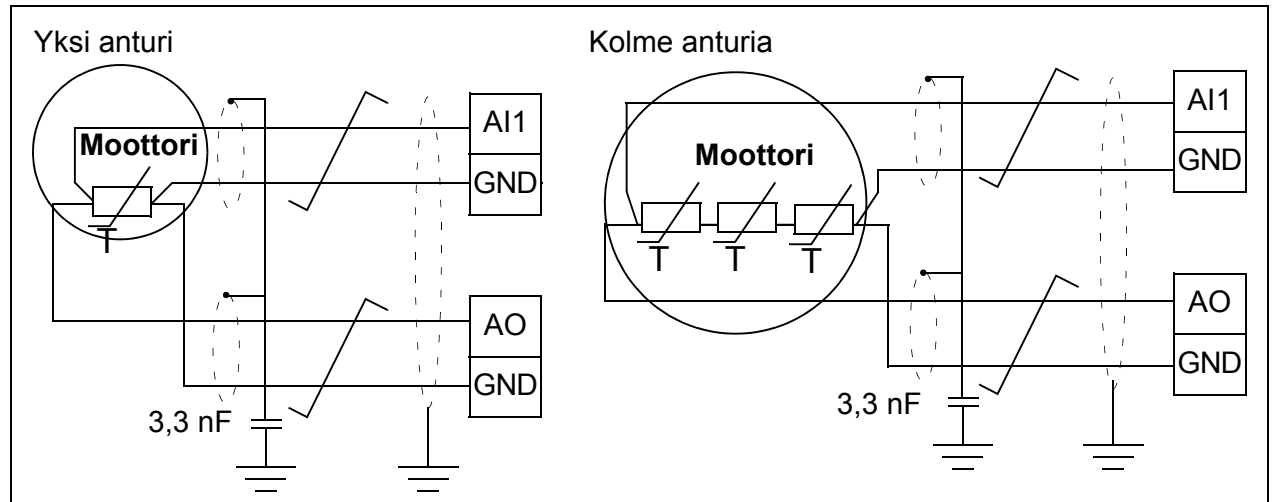 Yksi anturi
Moottori
T
AI1
GND
AO
GND
3,3 nF
Kolme anturia
Moottori
T T T
AI1
GND
AO
GND
3,3 nF